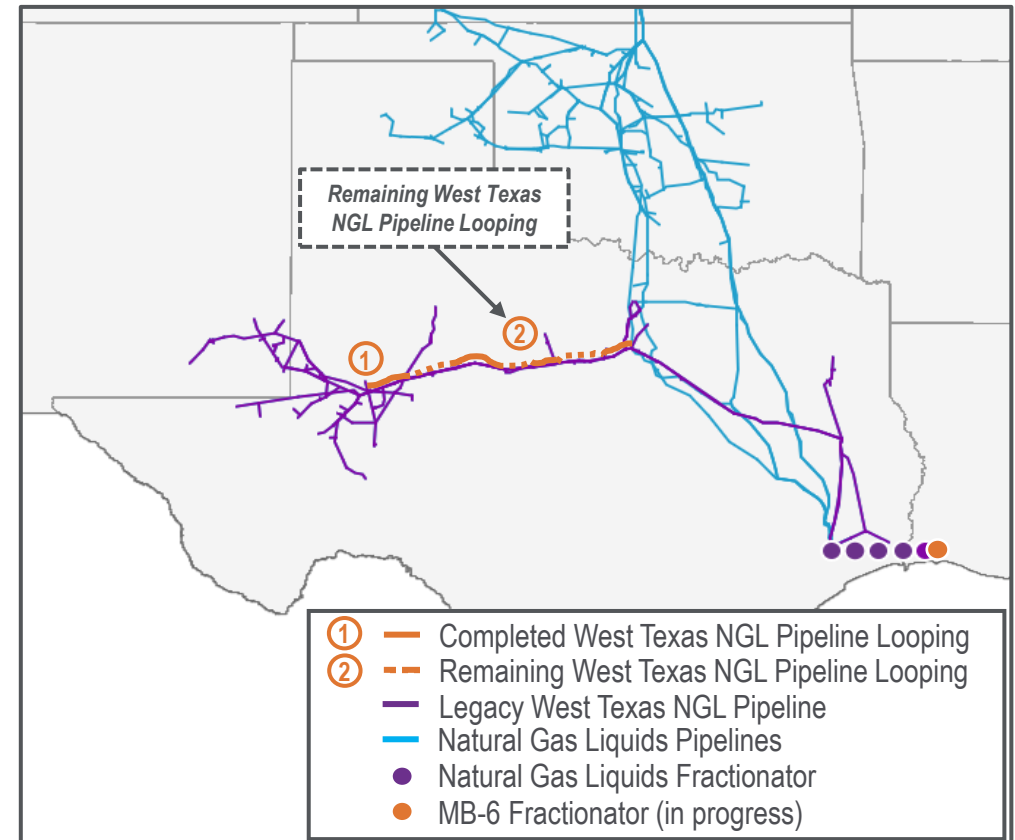 Remaining West Texas
NGL Pipeline Looping
1
2
1 Completed West Texas NGL Pipeline Looping
2 Remaining West Texas NGL Pipeline Looping
Legacy West Texas NGL Pipeline
Natural Gas Liquids Pipelines
Natural Gas Liquids Fractionator
MB-6 Fractionator (in progress)